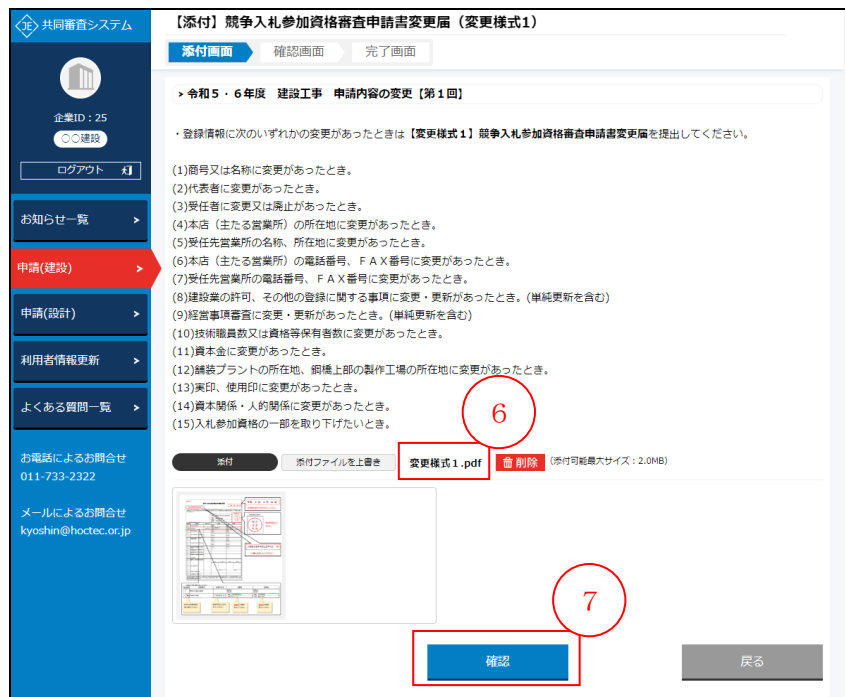 JE 共同審査システム
企業ID：25
〇〇建設
ログアウト
お知らせ一覧 >
申請(建設) >
申請(設計) >
利用者情報更新 >
よくある質問一覧 >
お電話によるお問合せ
011-733-2322
メールによるお問合せ
kyoshin@hoctec.or.jp
【添付】競争入札参加資格審査申請書変更届（変更様式1）
添付画面 確認画面 完了画面
> 令和５・６年度　建設工事　申請内容の変更【第１回】
・登録情報に次のいずれかの変更があったときは【変更様式１】競争入札参加資格審査申請書変更届を提出してください。
(1)商号又は名称に変更があったとき。
(2)代表者に変更があったとき。
(3)受任者に変更又は廃止があったとき。
(4)本店（主たる営業所）の所在地に変更があったとき。
(5)受任先営業所の名称、所在地に変更があったとき。
(6)本店（主たる営業所）の電話番号、ＦＡＸ番号に変更があったとき。
(7)受任先営業所の電話番号、ＦＡＸ番号に変更があったとき。
(8)建設業の許可、その他の登録に関する事項に変更・更新があったとき。(単純更新を含む)
(9)経営事項審査に変更・更新があったとき。(単純更新を含む)
(10)技術職員数又は資格等保有者数に変更があったとき。
(11)資本金に変更があったとき。
(12)舗装プラントの所在地、鋼橋上部の製作工場の所在地に変更があったとき。
(13)実印、使用印に変更があったとき。
(14)資本関係・人的関係に変更があったとき。
(15)入札参加資格の一部を取り下げたいとき。
６
添付 添付ファイルを上書き 変更様式１.pdf 削除 (添付可能最大サイズ：2.0MB)
７
確認 戻る